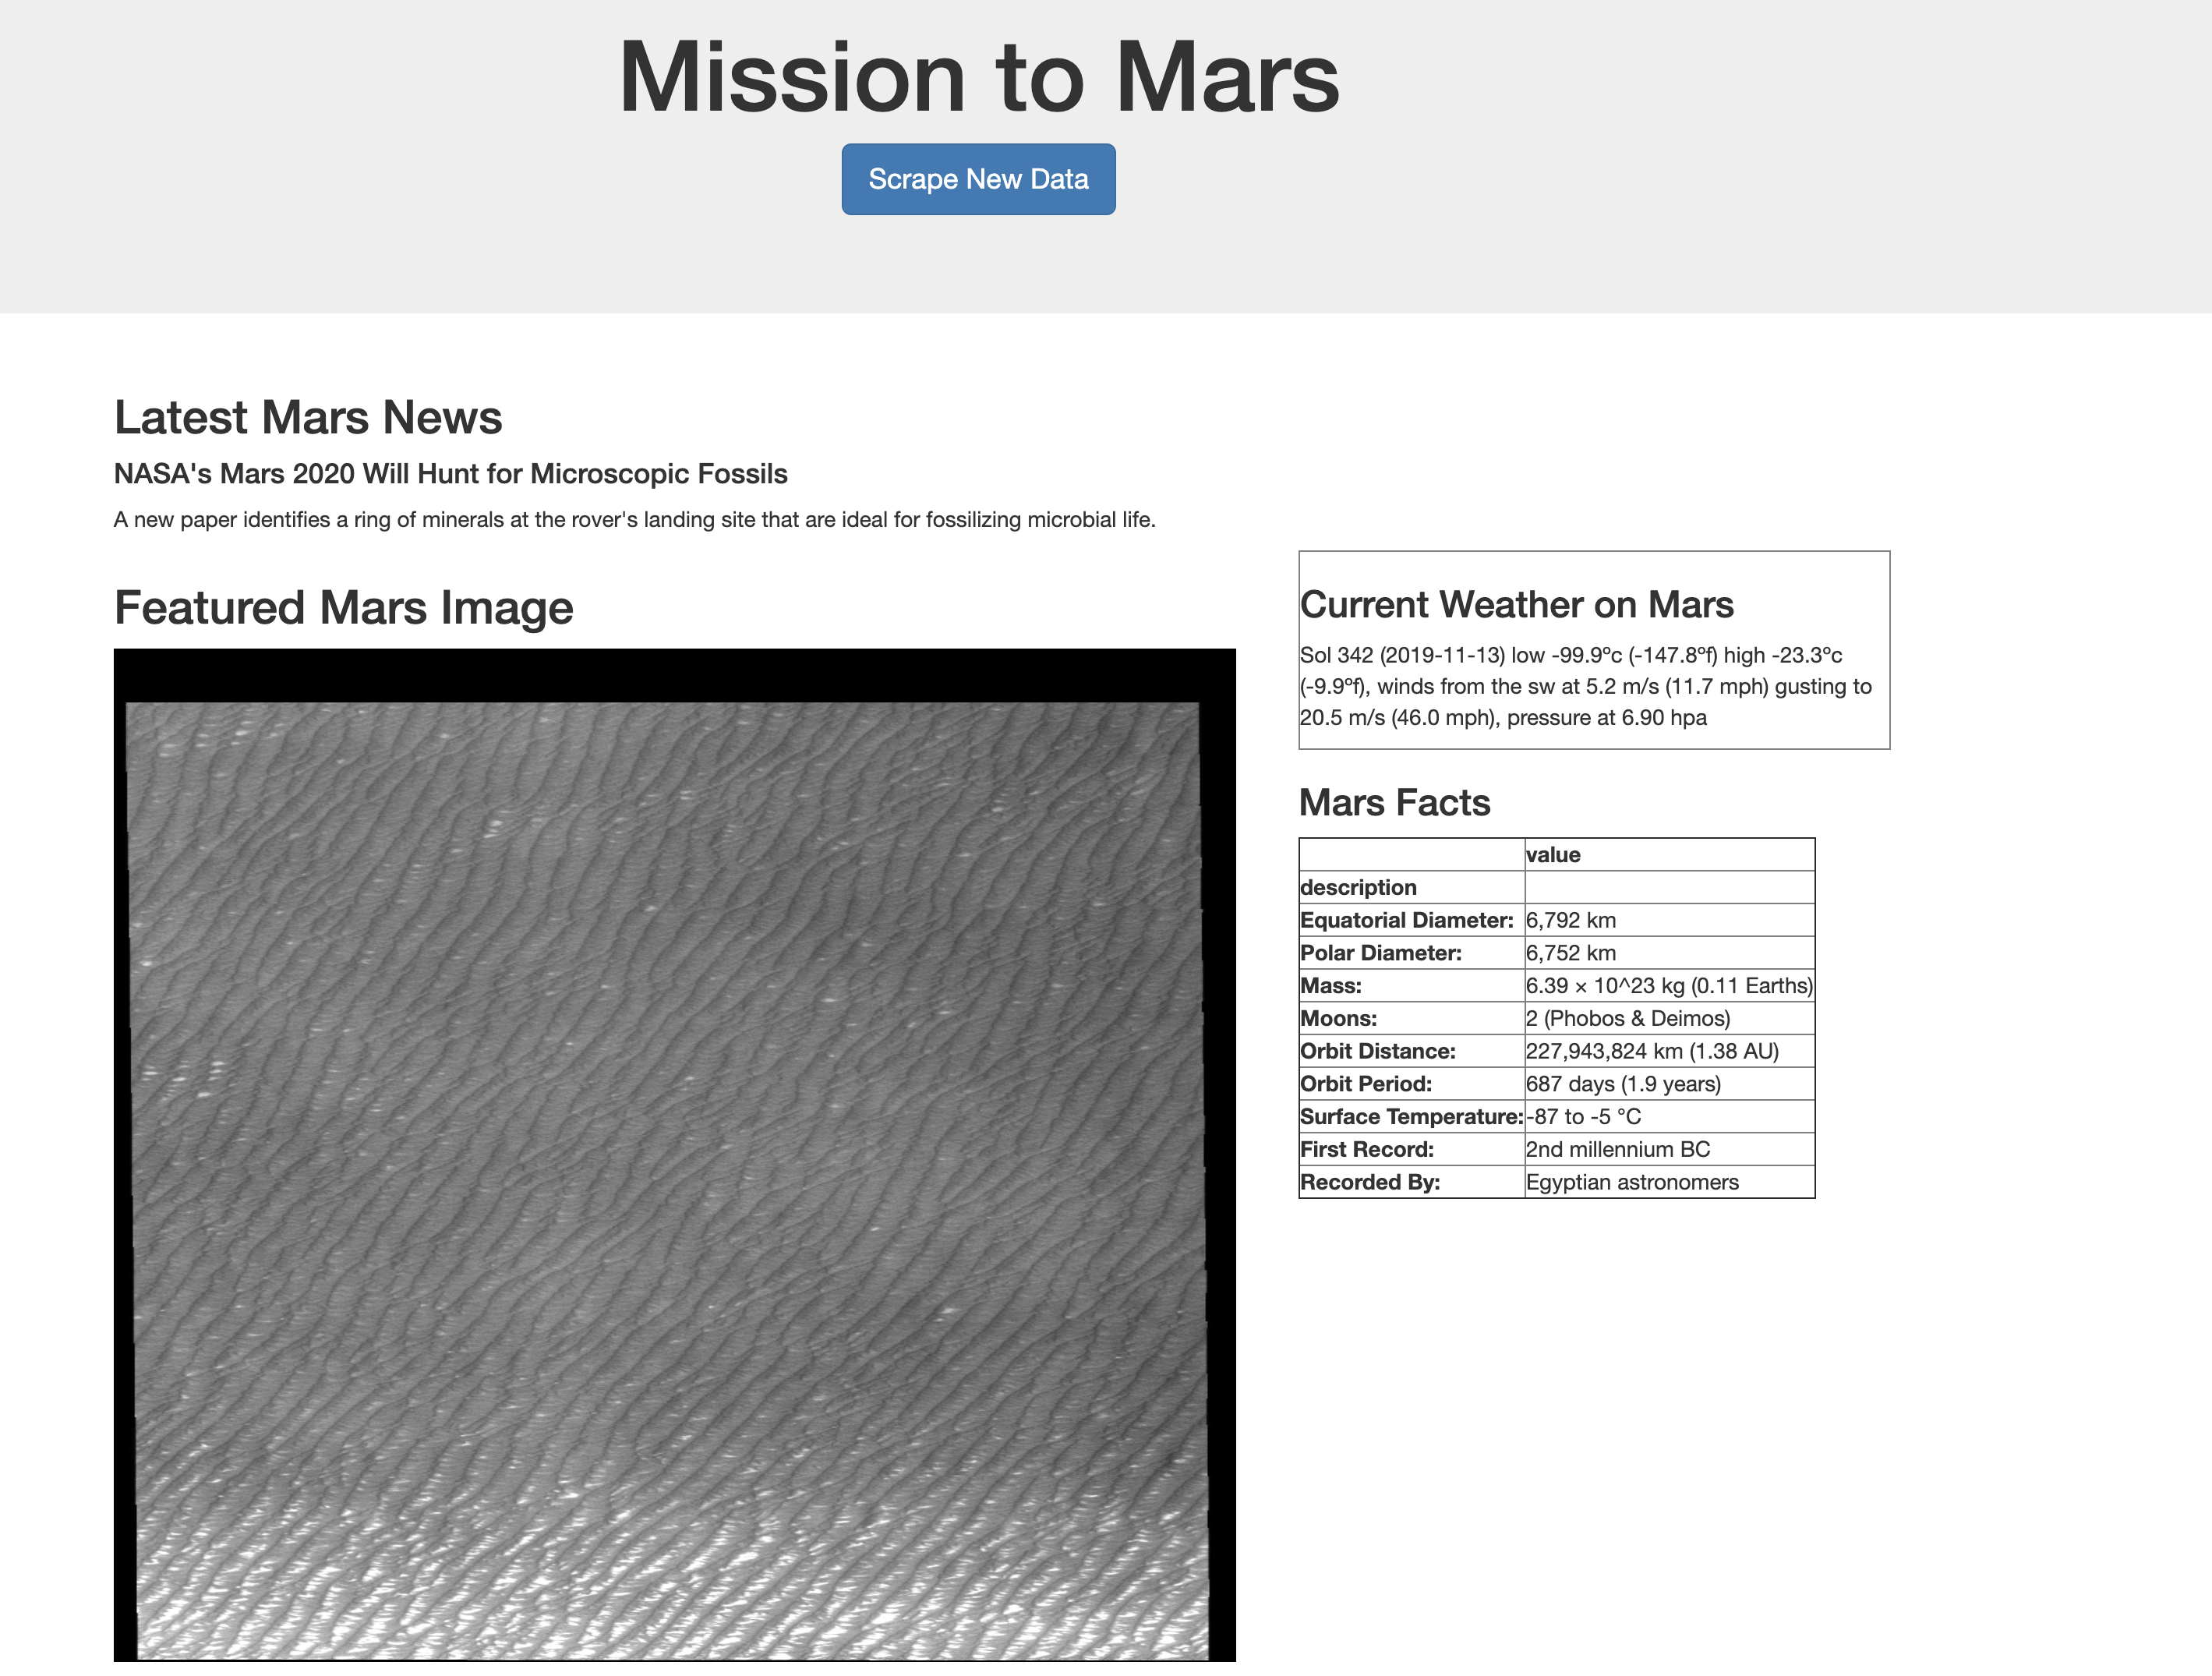 Mission to Mars
Scrape New Data
Latest Mars News
NASA's Mars 2020 Will Hunt for Microscopic Fossils
A new paper identifies a ring of minerals at the rover's landing site that are ideal for fossilizing microbial life.
Featured Mars Image
Current Weather on Mars
Sol 342 (2019-11-13) low -99.9ºc (-147.8ºf) high -23.3ºc
(-9.9ºf), winds from the sw at 5.2 m/s (11.7 mph) gusting to
20.5 m/s (46.0 mph), pressure at 6.90 hpa
Mars Facts
value
description
Equatorial Diameter: 6,792 km
Polar Diameter: 6,752 km
Mass: 6.39 × 10^23 kg (0.11 Earths)
Moons: 2 (Phobos & Deimos)
Orbit Distance: 227,943,824 km (1.38 AU)
Orbit Period: 687 days (1.9 years)
Surface Temperature: -87 to -5 °C
First Record: 2nd millennium BC
Recorded By: Egyptian astronomers